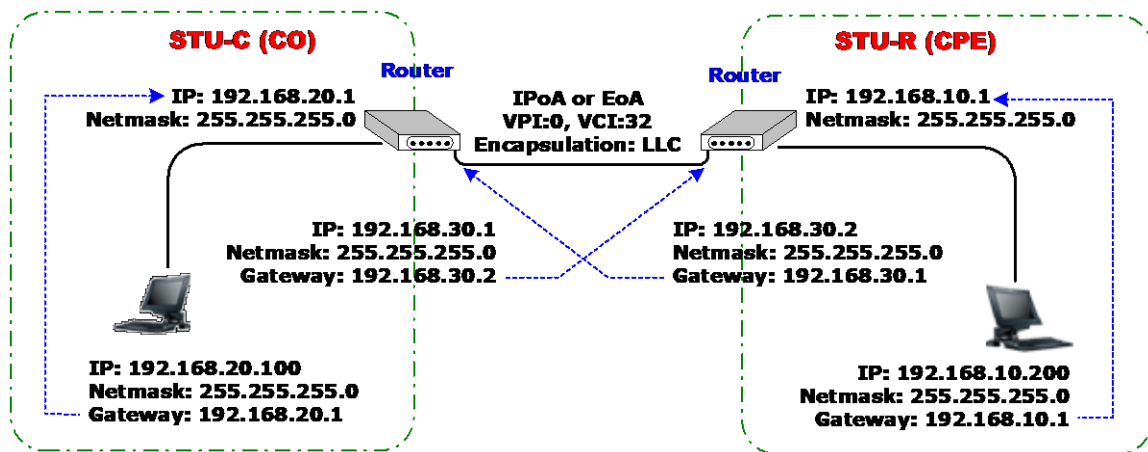 STU-C (CO)
STU-R (CPE)
Router
Router
IP: 192.168.20.1
Netmask: 255.255.255.0
IPoA or EoA
VPI:0, VCI:32
Encapsulation: LLC
IP: 192.168.10.1
Netmask: 255.255.255.0
IP: 192.168.30.1
Netmask: 255.255.255.0
Gateway: 192.168.30.2
IP: 192.168.30.2
Netmask: 255.255.255.0
Gateway: 192.168.30.1
IP: 192.168.20.100
Netmask: 255.255.255.0
Gateway: 192.168.20.1
IP: 192.168.10.200
Netmask: 255.255.255.0
Gateway: 192.168.10.1